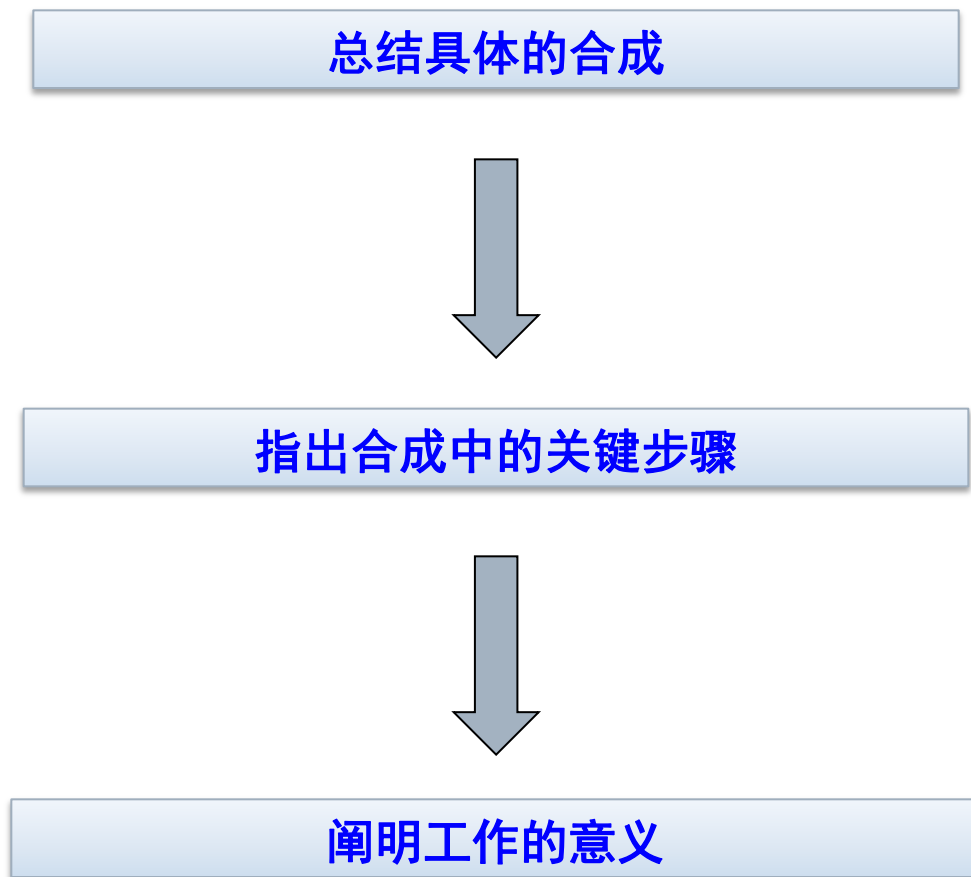 总结具体的合成
指出合成中的关键步骤
阐明工作的意义